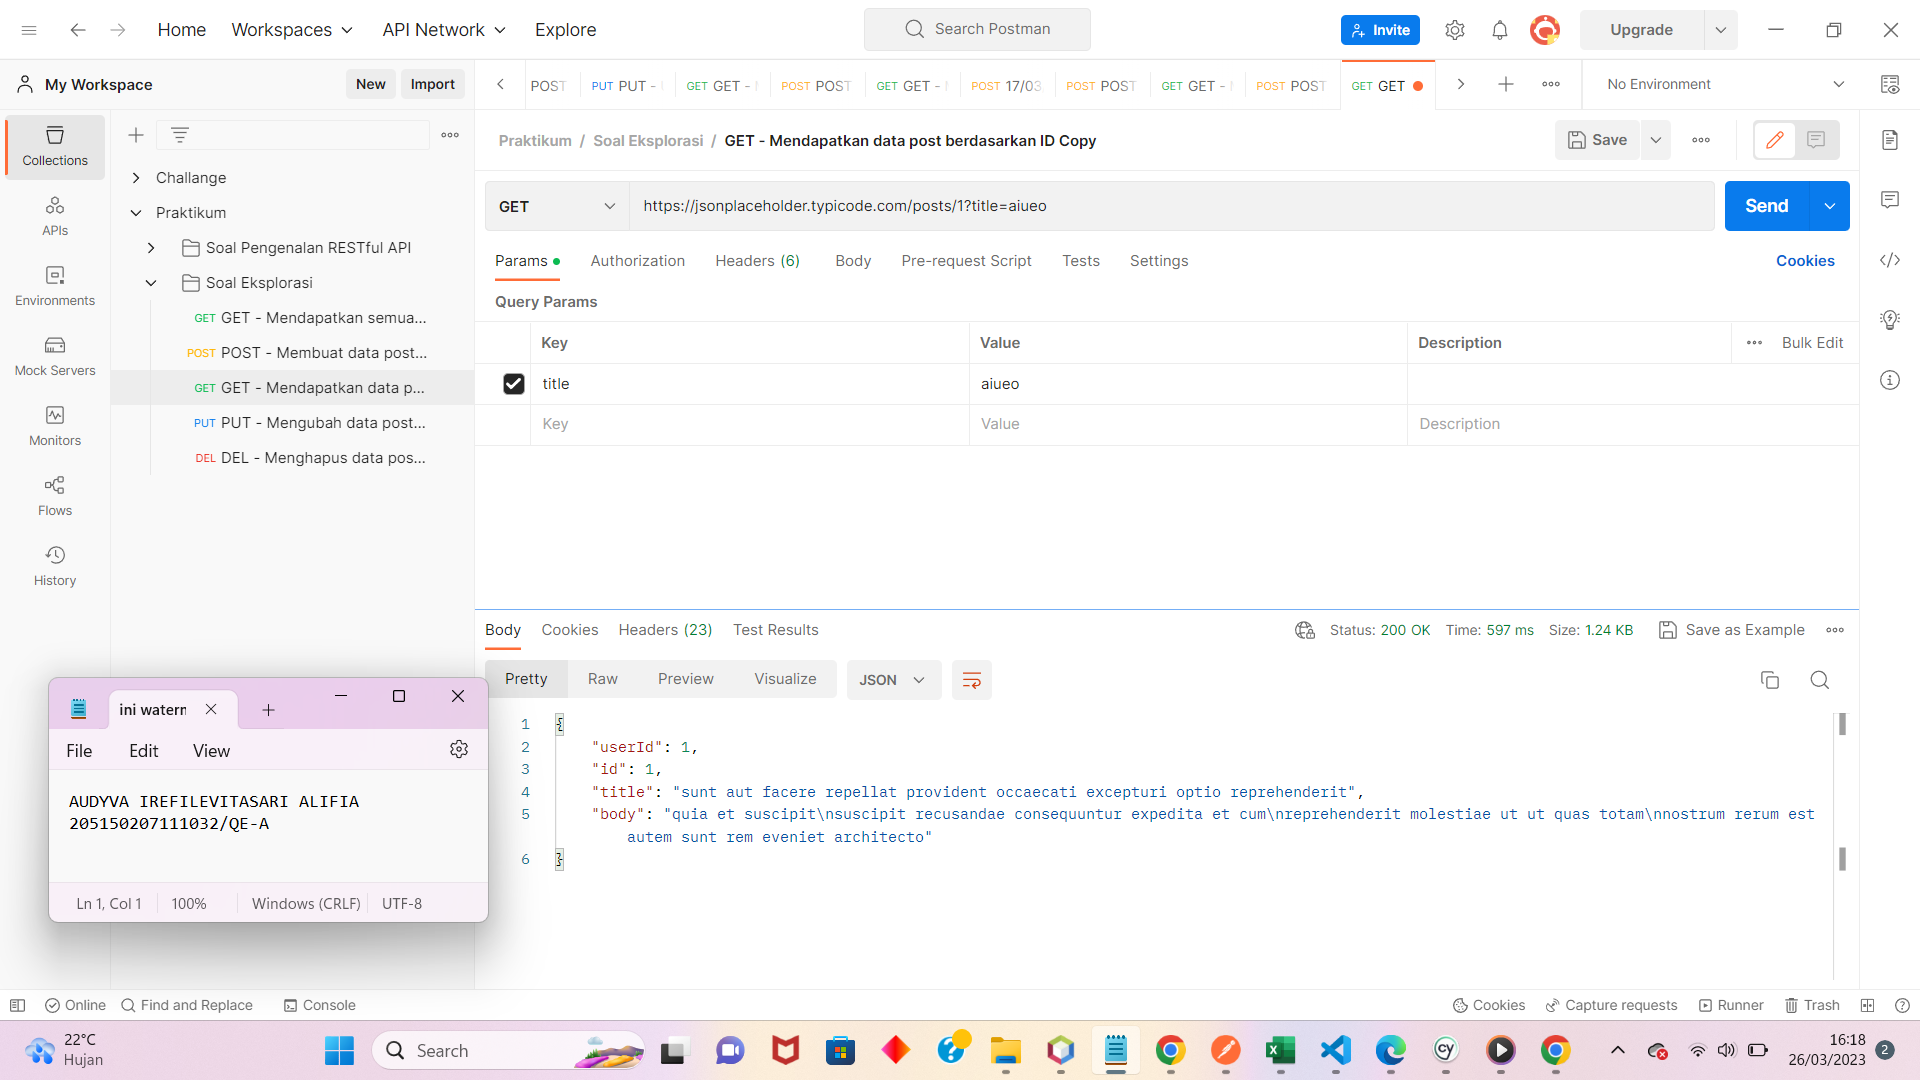 Home Workspaces API Network Explore Search Postman Invite Upgrade
My Workspace New Import POST PUT PUT - GET GET - POST POST GET GET - POST 17/03 POST POST GET GET - POST POST GET GET No Environment
Collections
APIs
Environments
Mock Servers
Monitors
Flows
History
Challange
Praktikum
Soal Pengenalan RESTful API
Soal Eksplorasi
GET GET - Mendapatkan semua...
POST POST - Membuat data post...
GET GET - Mendapatkan data p...
PUT PUT - Mengubah data post...
DEL DEL - Menghapus data pos...
Praktikum / Soal Eksplorasi / GET - Mendapatkan data post berdasarkan ID Copy Save
GET https://jsonplaceholder.typicode.com/posts/1?title=aiueo Send
Params Authorization Headers (6) Body Pre-request Script Tests Settings Cookies
Query Params
Key Value Description Bulk Edit
title aiueo
Key Value Description
Body Cookies Headers (23) Test Results Status: 200 OK Time: 597 ms Size: 1.24 KB Save as Example
Pretty Raw Preview Visualize JSON
1 {
2 "userId": 1,
3 "id": 1,
4 "title": "sunt aut facere repellat provident occaecati excepturi optio reprehenderit",
5 "body": "quia et suscipit\nsuscipit recusandae consequuntur expedita et cum\nreprehenderit molestiae ut ut quas totam\nnostrum rerum est
autem sunt rem eveniet architecto"
6 }
ini waterm
File Edit View
AUDYVA IREFILEVITASARI ALIFIA
205150207111032/QE-A
Ln 1, Col 1 100% Windows (CRLF) UTF-8
Online Find and Replace Console Cookies Capture requests Runner Trash
22°C
Hujan
Search
CY
16:18
26/03/2023 2